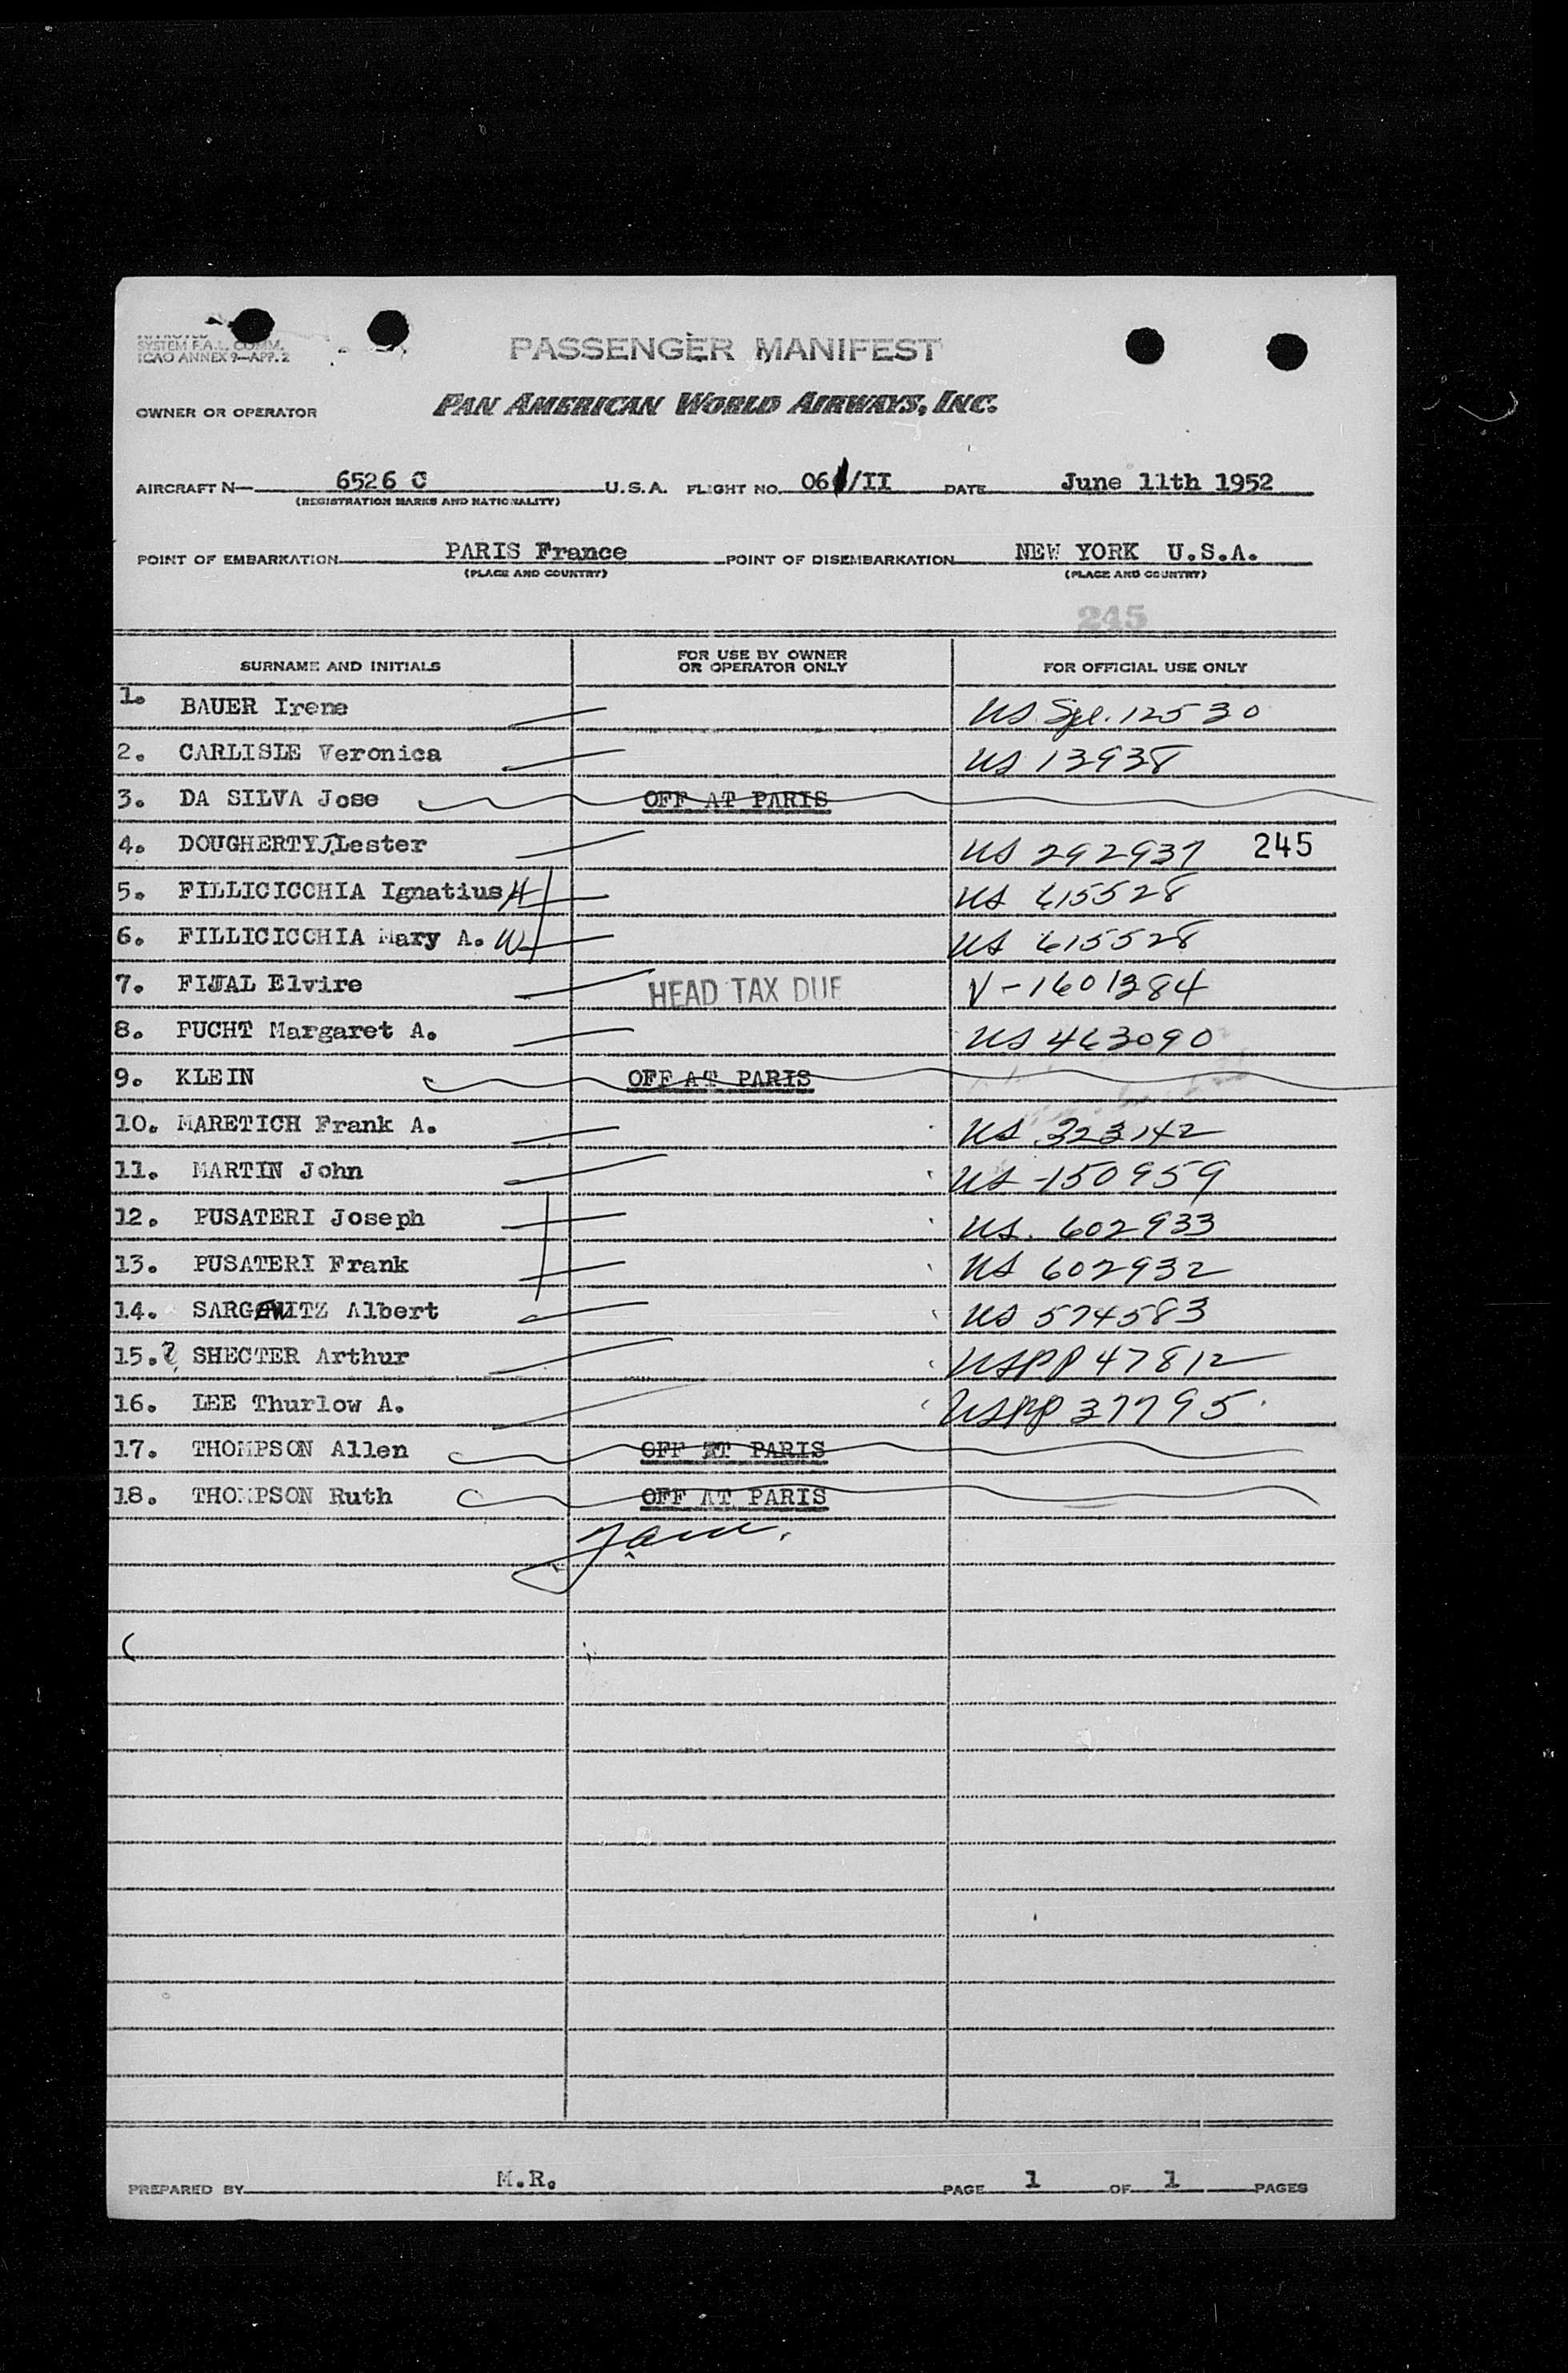 APPROVED
SYSTEM F.A.L. COMM.
ICAO ANNEX 9—APP. 2
PASSENGER MANIFEST
OWNER OR OPERATOR PAN AMERICAN WORLD AIRWAYS, INC.
AIRCRAFT N— 6526 C U.S.A. FLIGHT NO. 061/II DATE June 11th 1952
(REGISTRATION MARKS AND NATIONALITY)
POINT OF EMBARKATION PARIS France POINT OF DISEMBARKATION NEW YORK U.S.A.
(PLACE AND COUNTRY) (PLACE AND COUNTRY)
245
SURNAME AND INITIALS FOR USE BY OWNER OR OPERATOR ONLY FOR OFFICIAL USE ONLY
1. BAUER Irene US. Spl. 12530
2. CARLISLE Veronica US 13938
3. DA SILVA Jose OFF AT PARIS
4. DOUGHERTY J, Lester US 292937 245
5. FILLICICCHIA Ignatius H US 615528
6. FILLICICCHIA Mary A. W US 615528
7. FIJAL Elvire HEAD TAX DUE V-1601384
8. FUCHT Margaret A. US 463090
9. KLEIN OFF AT PARIS
10. MARETICH Frank A. US 323142
11. MARTIN John US -150959
12. PUSATERI Joseph US. 602933
13. PUSATERI Frank US 602932
14. SARGEWITZ Albert US 574583
15. ? SHECTER Arthur USPP 47812
16. LEE Thurlow A. USPP 37795
17. THOMPSON Allen OFF AT PARIS
18. THOMPSON Ruth OFF AT PARIS
PREPARED BY M.R. PAGE 1 OF 1 PAGES